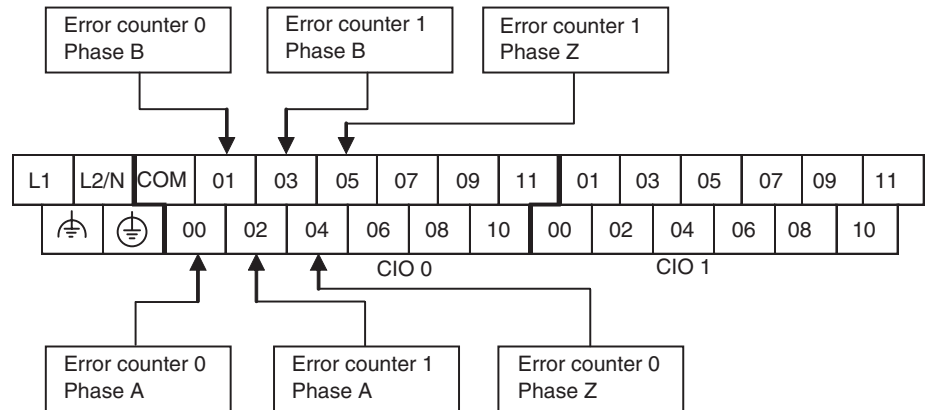 Error counter 0
Phase B
Error counter 1
Phase B
Error counter 1
Phase Z
L1 L2/N COM 01 03 05 07 09 11 01 03 05 07 09 11
00 02 04 06 08 10 00 02 04 06 08 10
CIO 0 CIO 1
Error counter 0
Phase A
Error counter 1
Phase A
Error counter 0
Phase Z